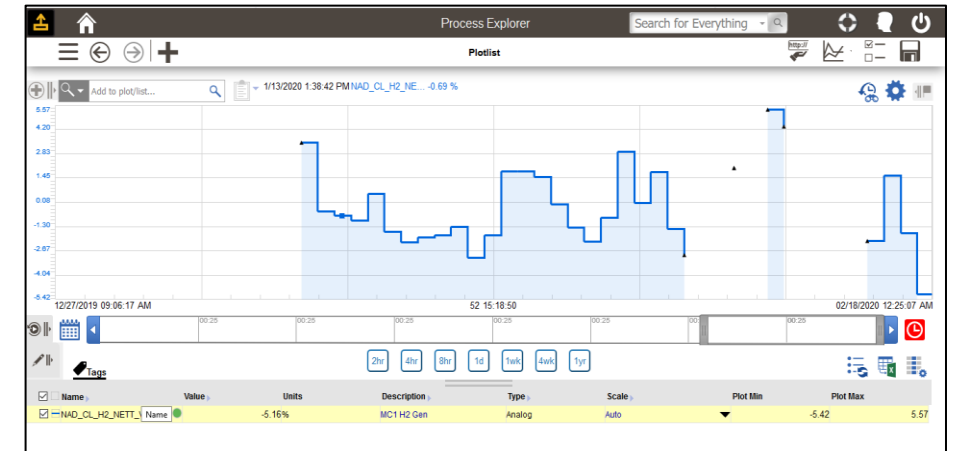 Process Explorer
Search for Everything
http://
Plotlist
Add to plot/list...
1/13/2020 1:38:42 PM NAD_CL_H2_NE... -0.69 %
5.57
4.20
2.83
1.45
0.08
-1.30
-2.67
-4.04
-5.42
12/27/2019 09:06:17 AM
52 15:18:50
02/18/2020 12:25:07 AM
00:25 00:25 00:25 00:25 00:25 00: 00:25
2hr 4hr 8hr 1d 1wk 4wk 1yr
Tags
Name Value Units Description Type Scale Plot Min Plot Max
NAD_CL_H2_NETT_ Name -5.16% MC1 H2 Gen Analog Auto -5.42 5.57